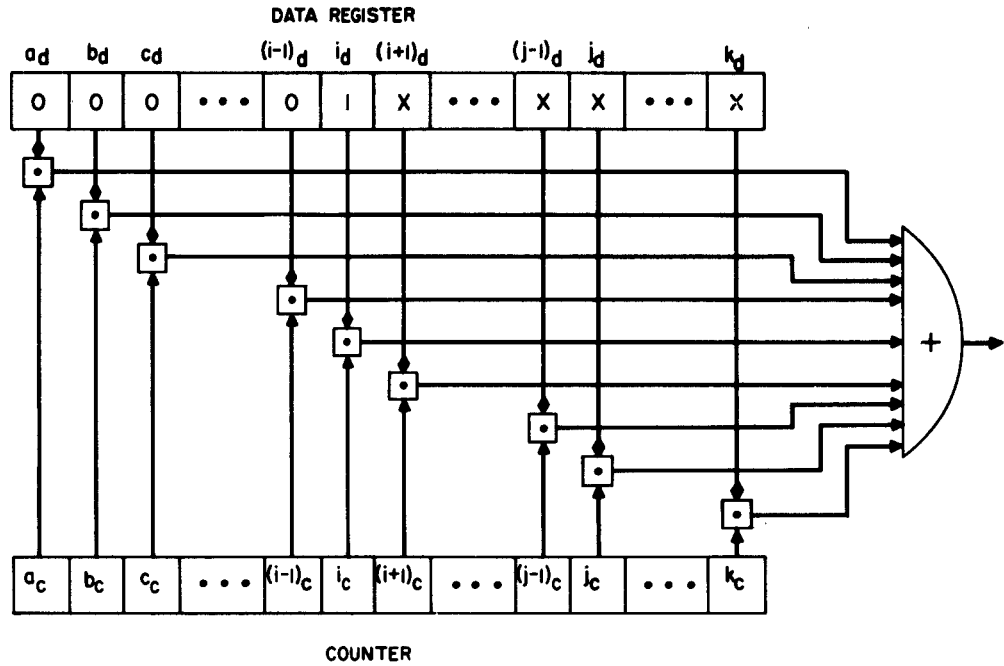 DATA REGISTER
a_d b_d c_d (i-1)_d i_d (i+1)_d (j-1)_d j_d k_d
0 0 0 ••• 0 1 X ••• X X ••• X
+
a_c b_c c_c ••• (i-1)_c i_c (i+1)_c ••• (j-1)_c j_c ••• k_c
COUNTER